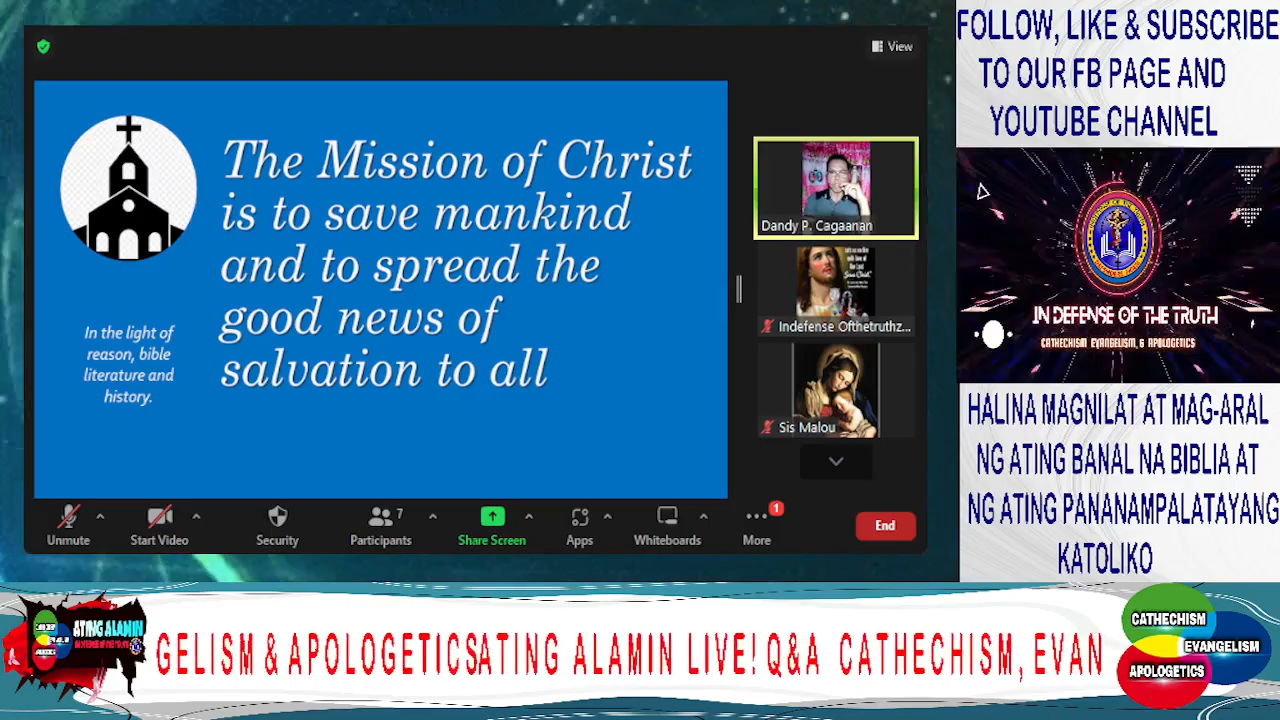 View
The Mission of Christ
is to save mankind
and to spread the
good news of
salvation to all
In the light of
reason, bible
literature and
history.
Dandy P. Cagaanan
Indefense Ofthetruthz...
Sis Malou
Unmute
Start Video
Security
7
Participants
Share Screen
Apps
Whiteboards
1
More
End
FOLLOW, LIKE & SUBSCRIBE
TO OUR FB PAGE AND
YOUTUBE CHANNEL
IN DEFENSE OF THE TRUTH
CATHECHISM EVANGELISM, & APOLOGETICS
HALINA MAGNILAT AT MAG-ARAL
NG ATING BANAL NA BIBLIA AT
NG ATING PANANAMPALATAYANG
KATOLIKO
ATING ALAMIN
GELISM & APOLOGETICSATING ALAMIN LIVE! Q&A CATHECHISM, EVAN
CATHECHISM
EVANGELISM
APOLOGETICS